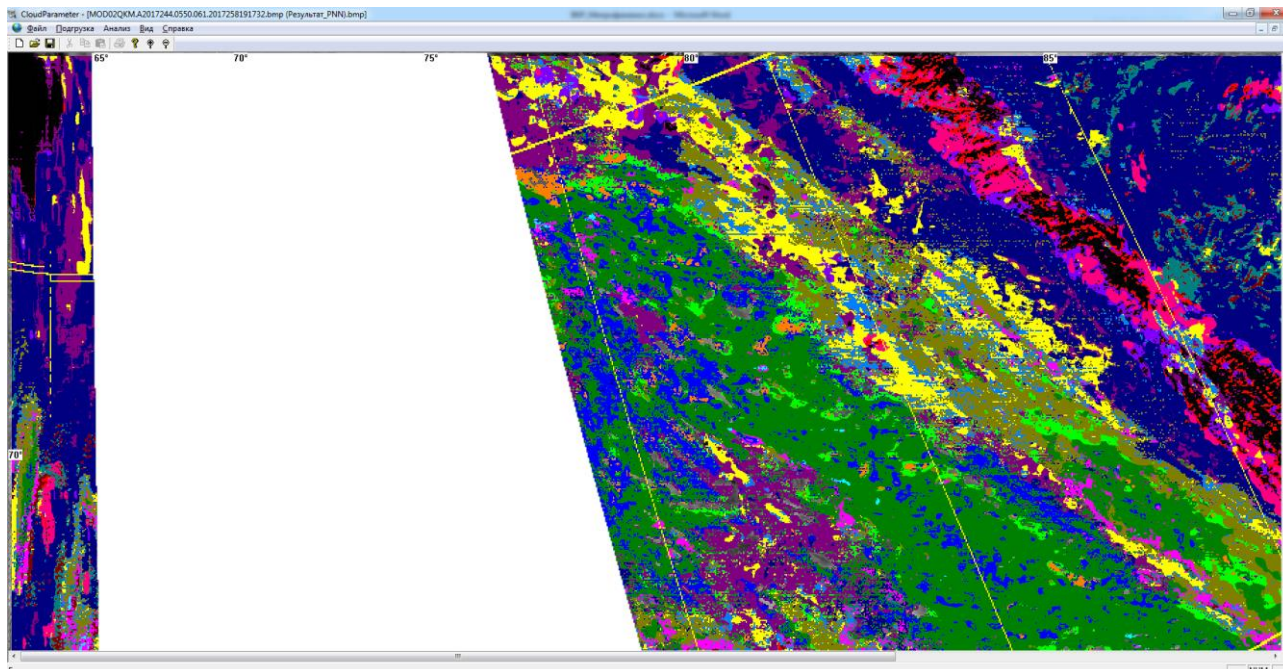 CloudParameter - [MOD02QKM.A2017244.0550.061.2017258191732.bmp (Результат_PNN).bmp]
Файл Подгрузка Анализ Вид Справка
65° 70° 75° 80° 85°
70°